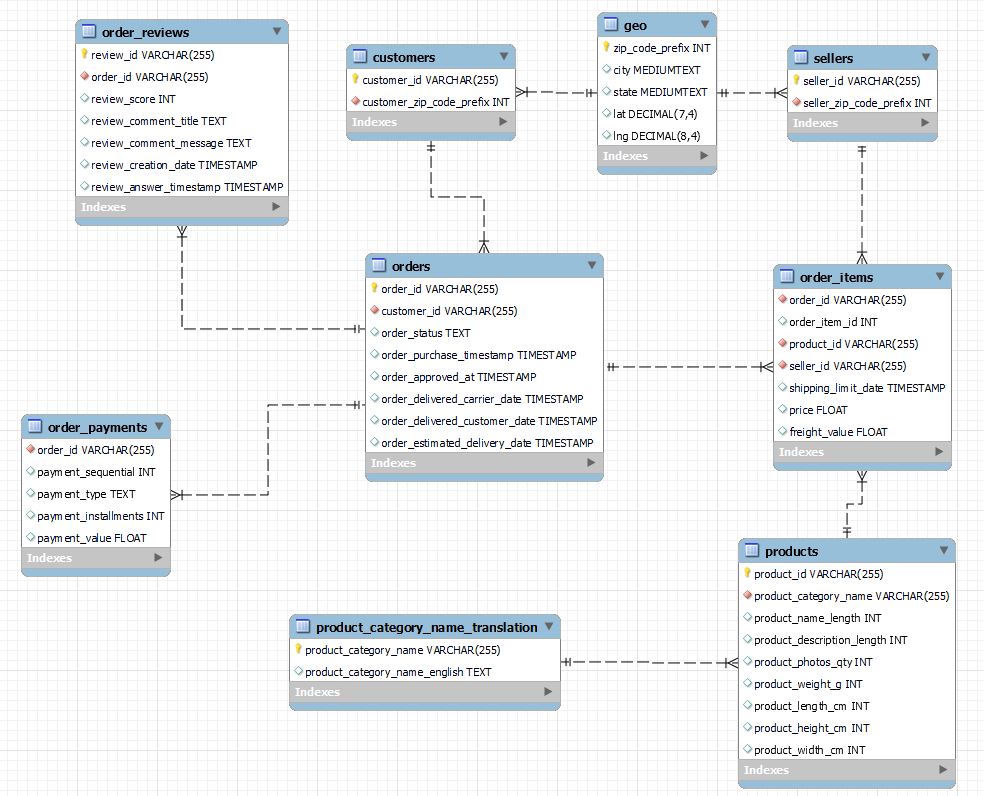 order_reviews
review_id VARCHAR(255)
order_id VARCHAR(255)
review_score INT
review_comment_title TEXT
review_comment_message TEXT
review_creation_date TIMESTAMP
review_answer_timestamp TIMESTAMP
Indexes
customers
customer_id VARCHAR(255)
customer_zip_code_prefix INT
Indexes
geo
zip_code_prefix INT
city MEDIUMTEXT
state MEDIUMTEXT
lat DECIMAL(7,4)
lng DECIMAL(8,4)
Indexes
sellers
seller_id VARCHAR(255)
seller_zip_code_prefix INT
Indexes
orders
order_id VARCHAR(255)
customer_id VARCHAR(255)
order_status TEXT
order_purchase_timestamp TIMESTAMP
order_approved_at TIMESTAMP
order_delivered_carrier_date TIMESTAMP
order_delivered_customer_date TIMESTAMP
order_estimated_delivery_date TIMESTAMP
Indexes
order_items
order_id VARCHAR(255)
order_item_id INT
product_id VARCHAR(255)
seller_id VARCHAR(255)
shipping_limit_date TIMESTAMP
price FLOAT
freight_value FLOAT
Indexes
order_payments
order_id VARCHAR(255)
payment_sequential INT
payment_type TEXT
payment_installments INT
payment_value FLOAT
Indexes
product_category_name_translation
product_category_name VARCHAR(255)
product_category_name_english TEXT
Indexes
products
product_id VARCHAR(255)
product_category_name VARCHAR(255)
product_name_length INT
product_description_length INT
product_photos_qty INT
product_weight_g INT
product_length_cm INT
product_height_cm INT
product_width_cm INT
Indexes